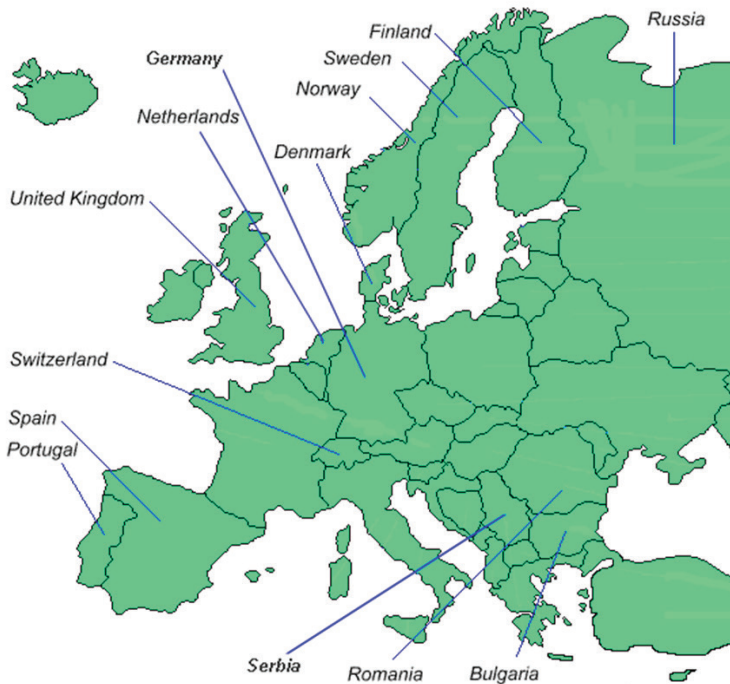 Finland
Russia
Germany
Sweden
Norway
Netherlands
Denmark
United Kingdom
Switzerland
Spain
Portugal
Serbia
Romania
Bulgaria